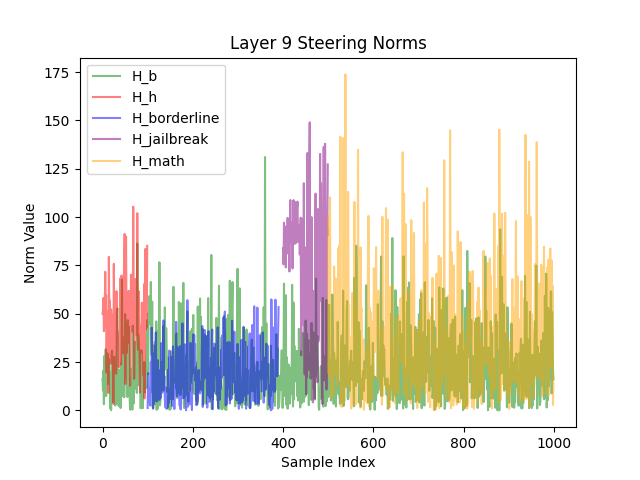 Layer 9 Steering Norms
H_b
H_h
H_borderline
H_jailbreak
H_math
175
150
125
100
75
50
25
0
Norm Value
0 200 400 600 800 1000
Sample Index